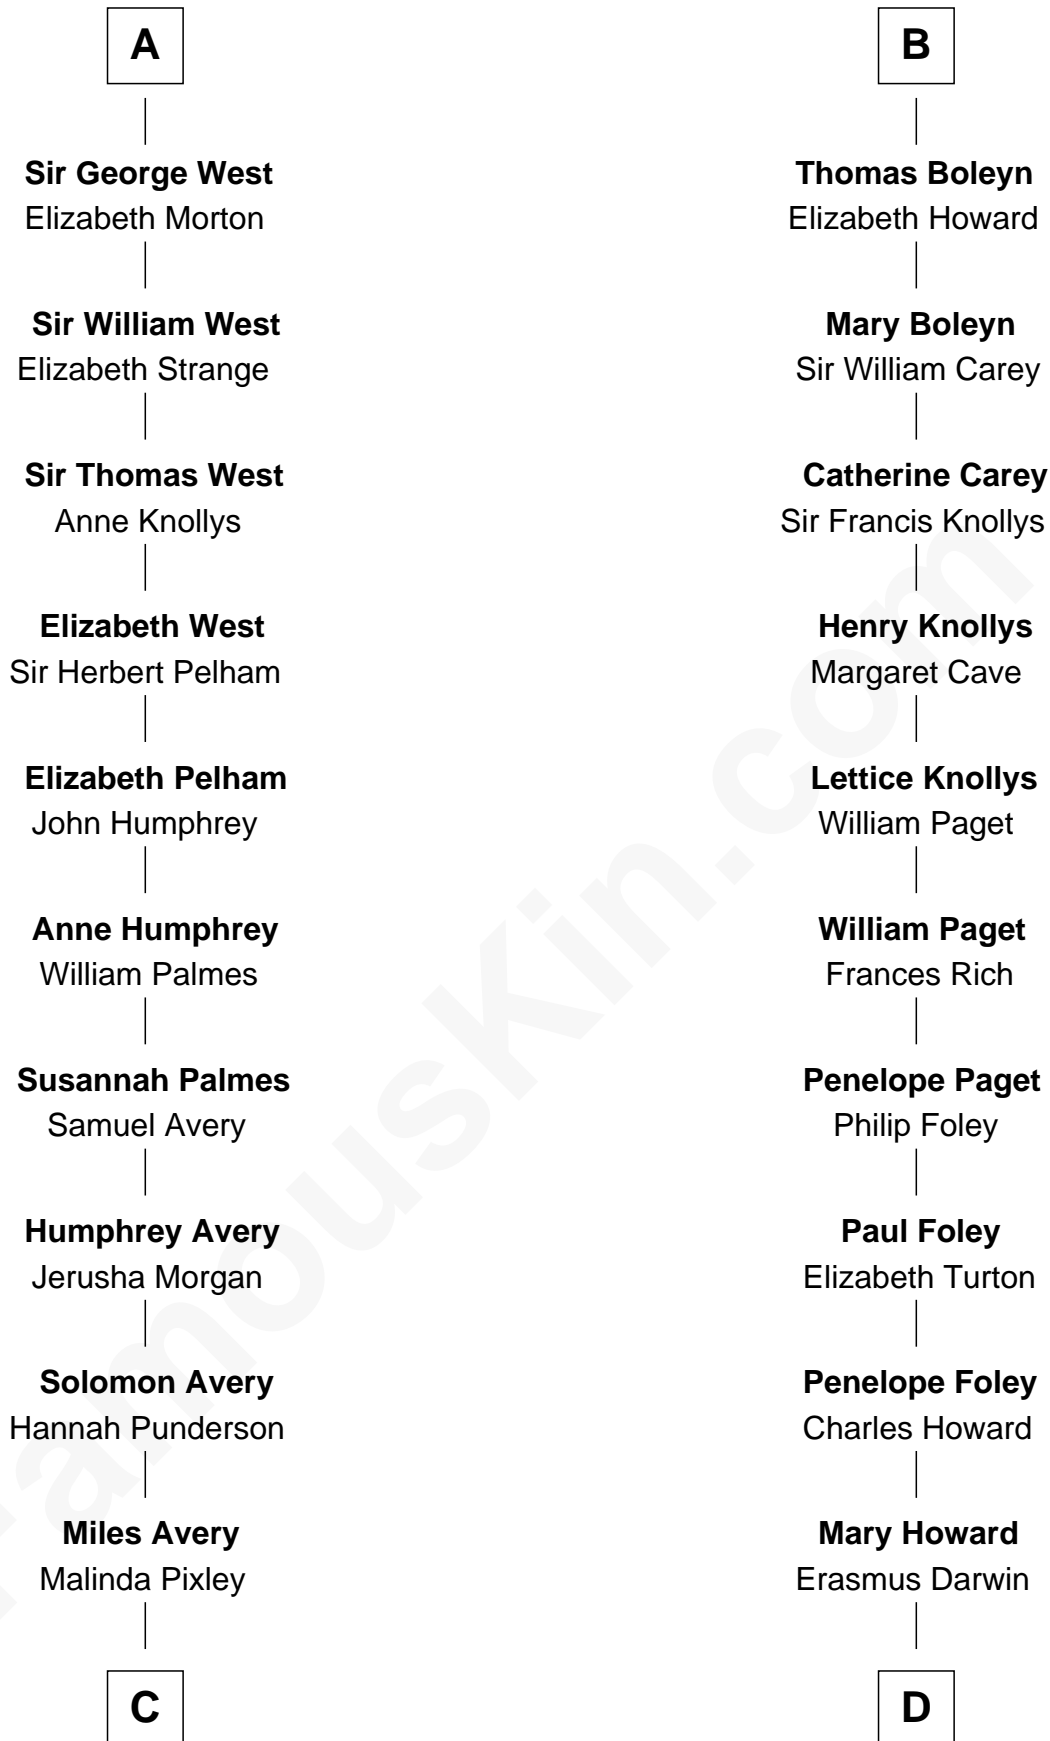 A
Sir George West
Elizabeth Morton
Sir William West
Elizabeth Strange
Sir Thomas West
Anne Knollys
Elizabeth West
Sir Herbert Pelham
Elizabeth Pelham
John Humphrey
Anne Humphrey
William Palmes
Susannah Palmes
Samuel Avery
Humphrey Avery
Jerusha Morgan
Solomon Avery
Hannah Punderson
Miles Avery
Malinda Pixley
C
B
Thomas Boleyn
Elizabeth Howard
Mary Boleyn
Sir William Carey
Catherine Carey
Sir Francis Knollys
Henry Knollys
Margaret Cave
Lettice Knollys
William Paget
William Paget
Frances Rich
Penelope Paget
Philip Foley
Paul Foley
Elizabeth Turton
Penelope Foley
Charles Howard
Mary Howard
Erasmus Darwin
D
FamousKin.com